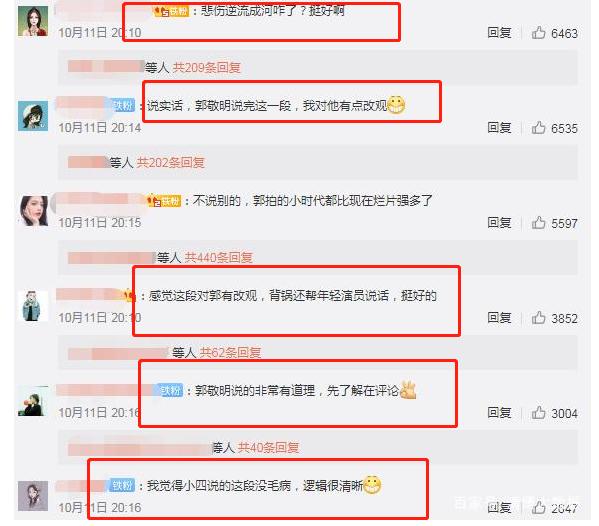 铁粉：悲伤逆流成河咋了？挺好啊
10月11日 20:10 回复 6463
等人 共209条回复
铁粉：说实话，郭敬明说完这一段，我对他有点改观
10月11日 20:14 回复 6535
等人 共202条回复
铁粉：不说别的，郭拍的小时代都比现在烂片强多了
10月11日 20:15 回复 5597
等人 共440条回复
：感觉这段对郭有改观，背锅还帮年轻演员说话，挺好的
10月11日 20:10 回复 3852
等人 共62条回复
铁粉：郭敬明说的非常有道理，先了解在评论
10月11日 20:16 回复 3004
等人 共40条回复
铁粉：我觉得小四说的这段没毛病，逻辑很清晰
10月11日 20:16 回复 2647
百家号